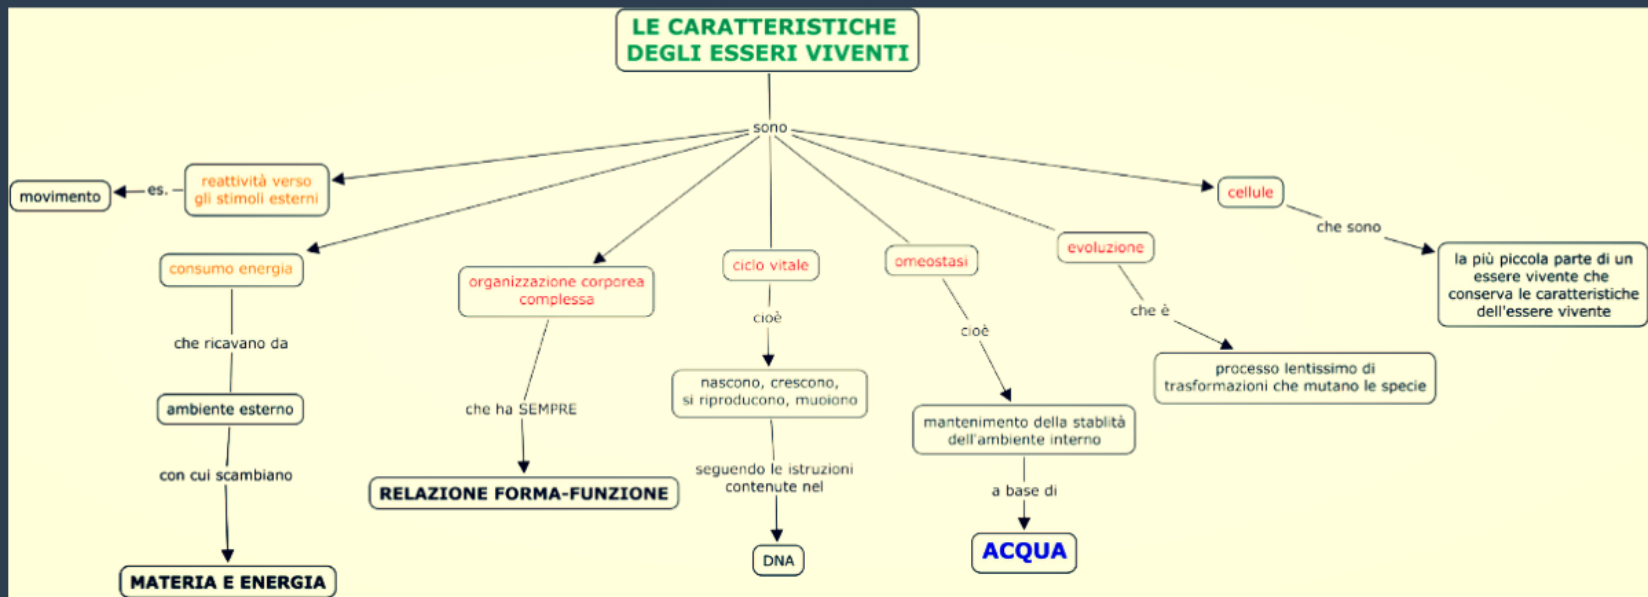 LE CARATTERISTICHE
DEGLI ESSERI VIVENTI
sono
movimento
es.
reattività verso
gli stimoli esterni
consumo energia
che ricavano da
ambiente esterno
con cui scambiano
MATERIA E ENERGIA
organizzazione corporea
complessa
che ha SEMPRE
RELAZIONE FORMA-FUNZIONE
ciclo vitale
cioè
nascono, crescono,
si riproducono, muoiono
seguendo le istruzioni
contenute nel
DNA
omeostasi
cioè
mantenimento della stablità
dell'ambiente interno
a base di
ACQUA
evoluzione
che è
processo lentissimo di
trasformazioni che mutano le specie
cellule
che sono
la più piccola parte di un
essere vivente che
conserva le caratteristiche
dell'essere vivente